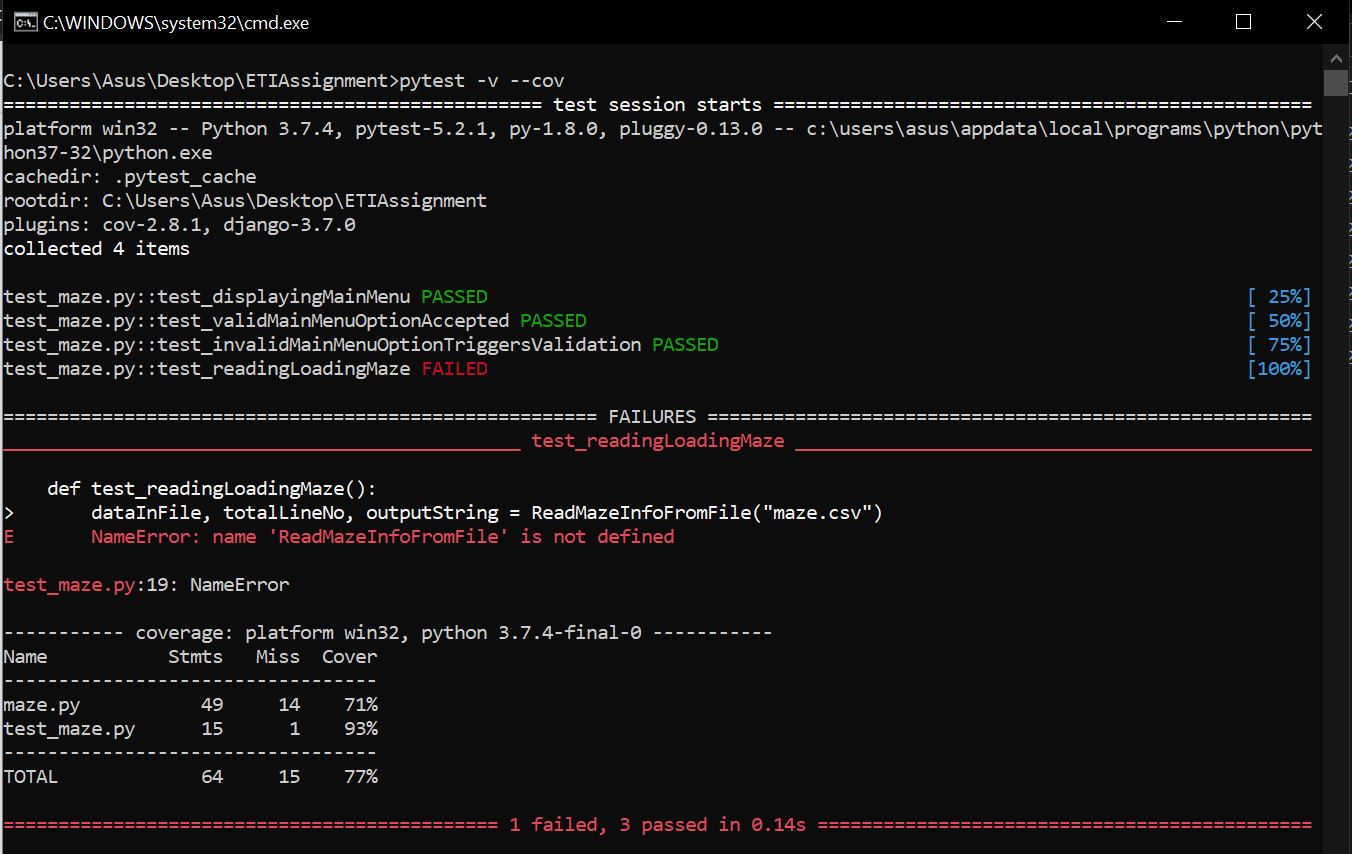 C:\WINDOWS\system32\cmd.exe
C:\Users\Asus\Desktop\ETIAssignment>pytest -v --cov
================================================= test session starts =================================================
platform win32 -- Python 3.7.4, pytest-5.2.1, py-1.8.0, pluggy-0.13.0 -- c:\users\asus\appdata\local\programs\python\pyt
hon37-32\python.exe
cachedir: .pytest_cache
rootdir: C:\Users\Asus\Desktop\ETIAssignment
plugins: cov-2.8.1, django-3.7.0
collected 4 items
test_maze.py::test_displayingMainMenu PASSED [ 25%]
test_maze.py::test_validMainMenuOptionAccepted PASSED [ 50%]
test_maze.py::test_invalidMainMenuOptionTriggersValidation PASSED [ 75%]
test_maze.py::test_readingLoadingMaze FAILED [100%]
====================================================== FAILURES =======================================================
_______________________________________________ test_readingLoadingMaze _______________________________________________
def test_readingLoadingMaze():
> dataInFile, totalLineNo, outputString = ReadMazeInfoFromFile("maze.csv")
E NameError: name 'ReadMazeInfoFromFile' is not defined
test_maze.py:19: NameError
----------- coverage: platform win32, python 3.7.4-final-0 -----------
Name Stmts Miss Cover
----------------------------------
maze.py 49 14 71%
test_maze.py 15 1 93%
----------------------------------
TOTAL 64 15 77%
============================================= 1 failed, 3 passed in 0.14s =============================================